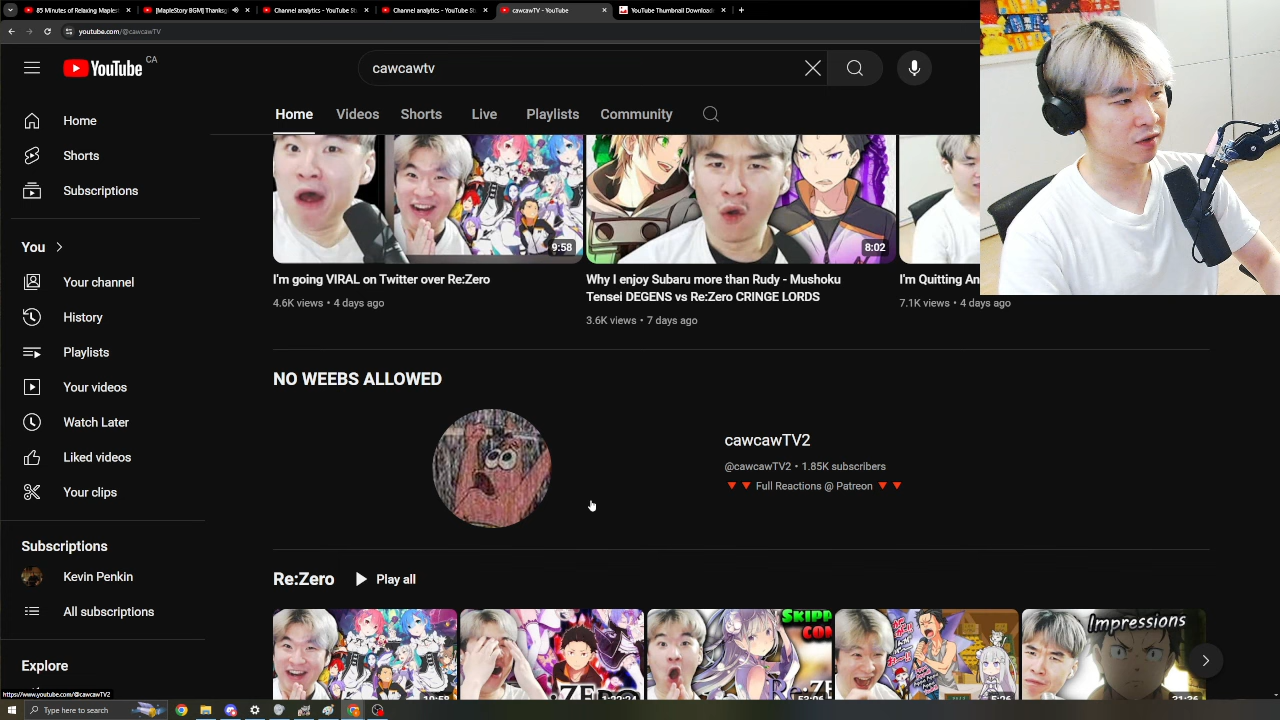 85 Minutes of Relaxing Maples
[MapleStory BGM] Thanksg
Channel analytics - YouTube St
Channel analytics - YouTube St
cawcawTV - YouTube
YouTube Thumbnail Download
youtube.com/@cawcawTV
YouTube CA
cawcawtv
Home Videos Shorts Live Playlists Community
Home
Shorts
Subscriptions
You
Your channel
History
Playlists
Your videos
Watch Later
Liked videos
Your clips
Subscriptions
Kevin Penkin
All subscriptions
Explore
9:58
8:02
I'm going VIRAL on Twitter over Re:Zero
4.6K views • 4 days ago
Why I enjoy Subaru more than Rudy - Mushoku
Tensei DEGENS vs Re:Zero CRINGE LORDS
3.6K views • 7 days ago
I'm Quitting An
7.1K views • 4 days ago
NO WEEBS ALLOWED
cawcawTV2
@cawcawTV2 • 1.85K subscribers
Full Reactions @ Patreon
Re:Zero Play all
SKIPP
CON
Impressions
https://www.youtube.com/@cawcawTV2
Type here to search